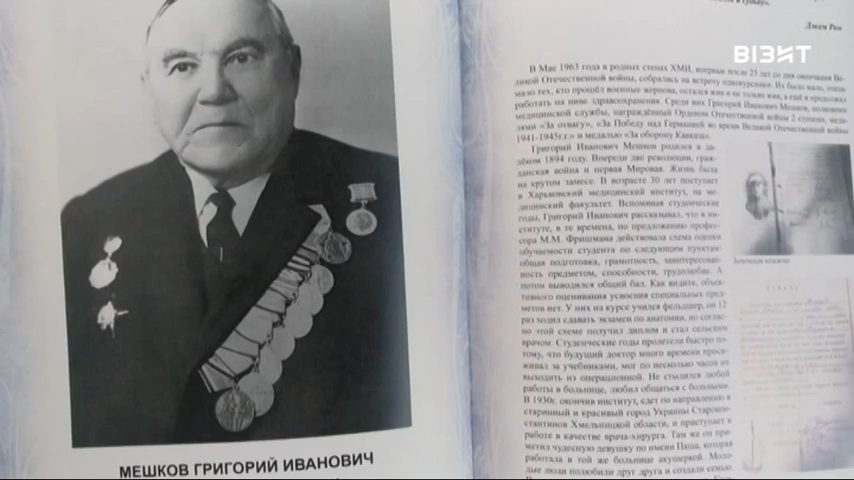 ВІЗИТ
Джим Рон
В Мае 1963 года в родных стенах ХМИ, впервые после 25 лет со дня окончания Ве-
ликой Отечественной войны, собрались на встречу однокурсники. Их было мало, очень
мало тех, кто прошёл военные жернова, остался жив и не только жив, а ещё и продолжал
работать на ниве здравоохранения. Среди них Григорий Иванович Мешков, полковник
медицинской службы, награждённый Орденом Отечественной войны 2 степени, меда-
лями «За отвагу», «За Победу над Германией во время Великой Отечественной войны
1941-1945г.г.» и медалью «За оборону Кавказа».
Григорий Иванович Мешков родился в да-
лёком 1894 году. Впереди две революции, граж-
данская война и первая Мировая. Жизнь была
на крутом замесе. В возрасте 30 лет поступает
в Харьковский медицинский институт, на ме-
дицинский факультет. Вспоминая студенческие
годы, Григорий Иванович рассказывал, что в ин-
ституте, в те времена, по предложению профес-
сора М.М. Фришмана действовала схема оценки
обучаемости студента по следующим пунктам:
общая подготовка, грамотность, заинтересован-
ность предметом, способности, трудолюбие. А
потом выводился общий бал. Как видите, объек-
тивного оценивания усвоения специальных пред-
метов нет. У них на курсе учился фельдшер, он 12
раз ходил сдавать экзамен по анатомии, но соглас-
но этой схеме получил диплом и стал сельским
врачом. Студенческие годы пролетели быстро по-
тому, что будущий доктор много времени проси-
живал за учебниками, мог по несколько часов не
выходить из операционной. Не стыдился любой
работы в больнице, любил общаться с больными.
В 1930г. окончив институт, едет по направлению в
старинный и красивый город Украины Старокон-
стантинов Хмельницкой области, и приступает к
работе в качестве врача-хирурга. Там же он при-
метил чудесную девушку по имени Паша, которая
работала в той же больнице акушеркой. Моло-
дые люди полюбили друг друга и создали семью.
Зачетная книжка
МЕШКОВ ГРИГОРИЙ ИВАНОВИЧ